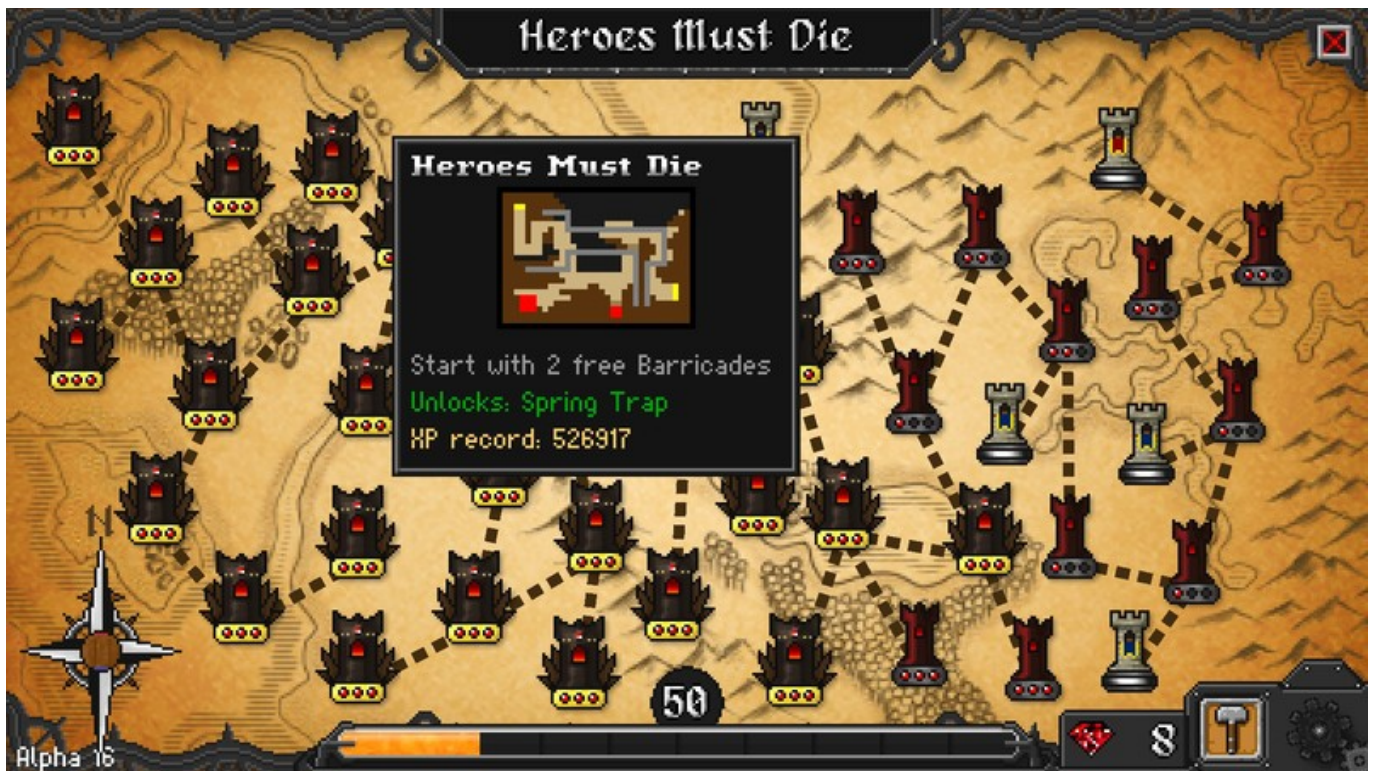 Heroes Must Die
Heroes Must Die
Start with 2 free Barricades
Unlocks: Spring Trap
XP record: 526917
N
50
8
Alpha 16